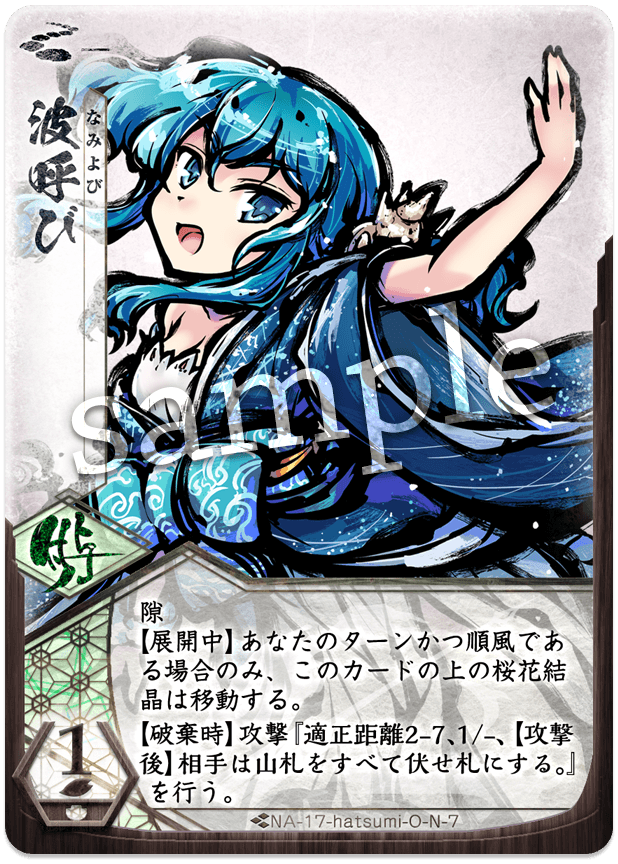 波呼び
なみよび
sample
付与
隙
【展開中】あなたのターンかつ順風であ
る場合のみ、このカードの上の桜花結
晶は移動する。
【破棄時】攻撃『適正距離2-7、1/-、【攻撃
後】相手は山札をすべて伏せ札にする。』
を行う。
1
NA-17-hatsumi-O-N-7